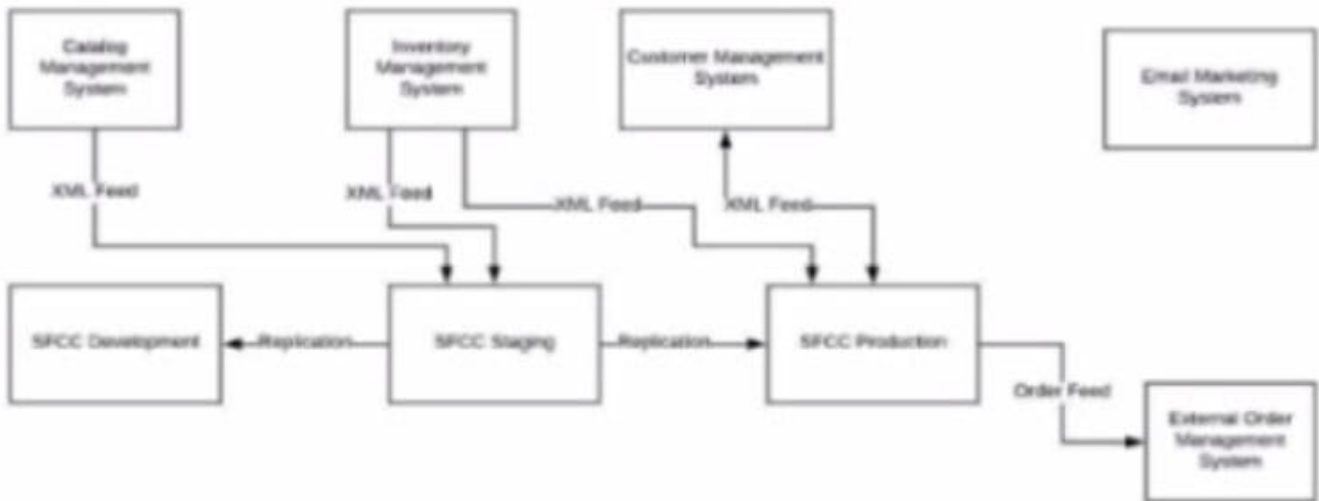 Catalog
Management
System
Inventory
Management
System
Customer Management
System
Email Marketing
System
XML Feed
XML Feed
XML Feed
XML Feed
SFCC Development
Replication
SFCC Staging
Replication
SFCC Production
Order Feed
External Order
Management
System